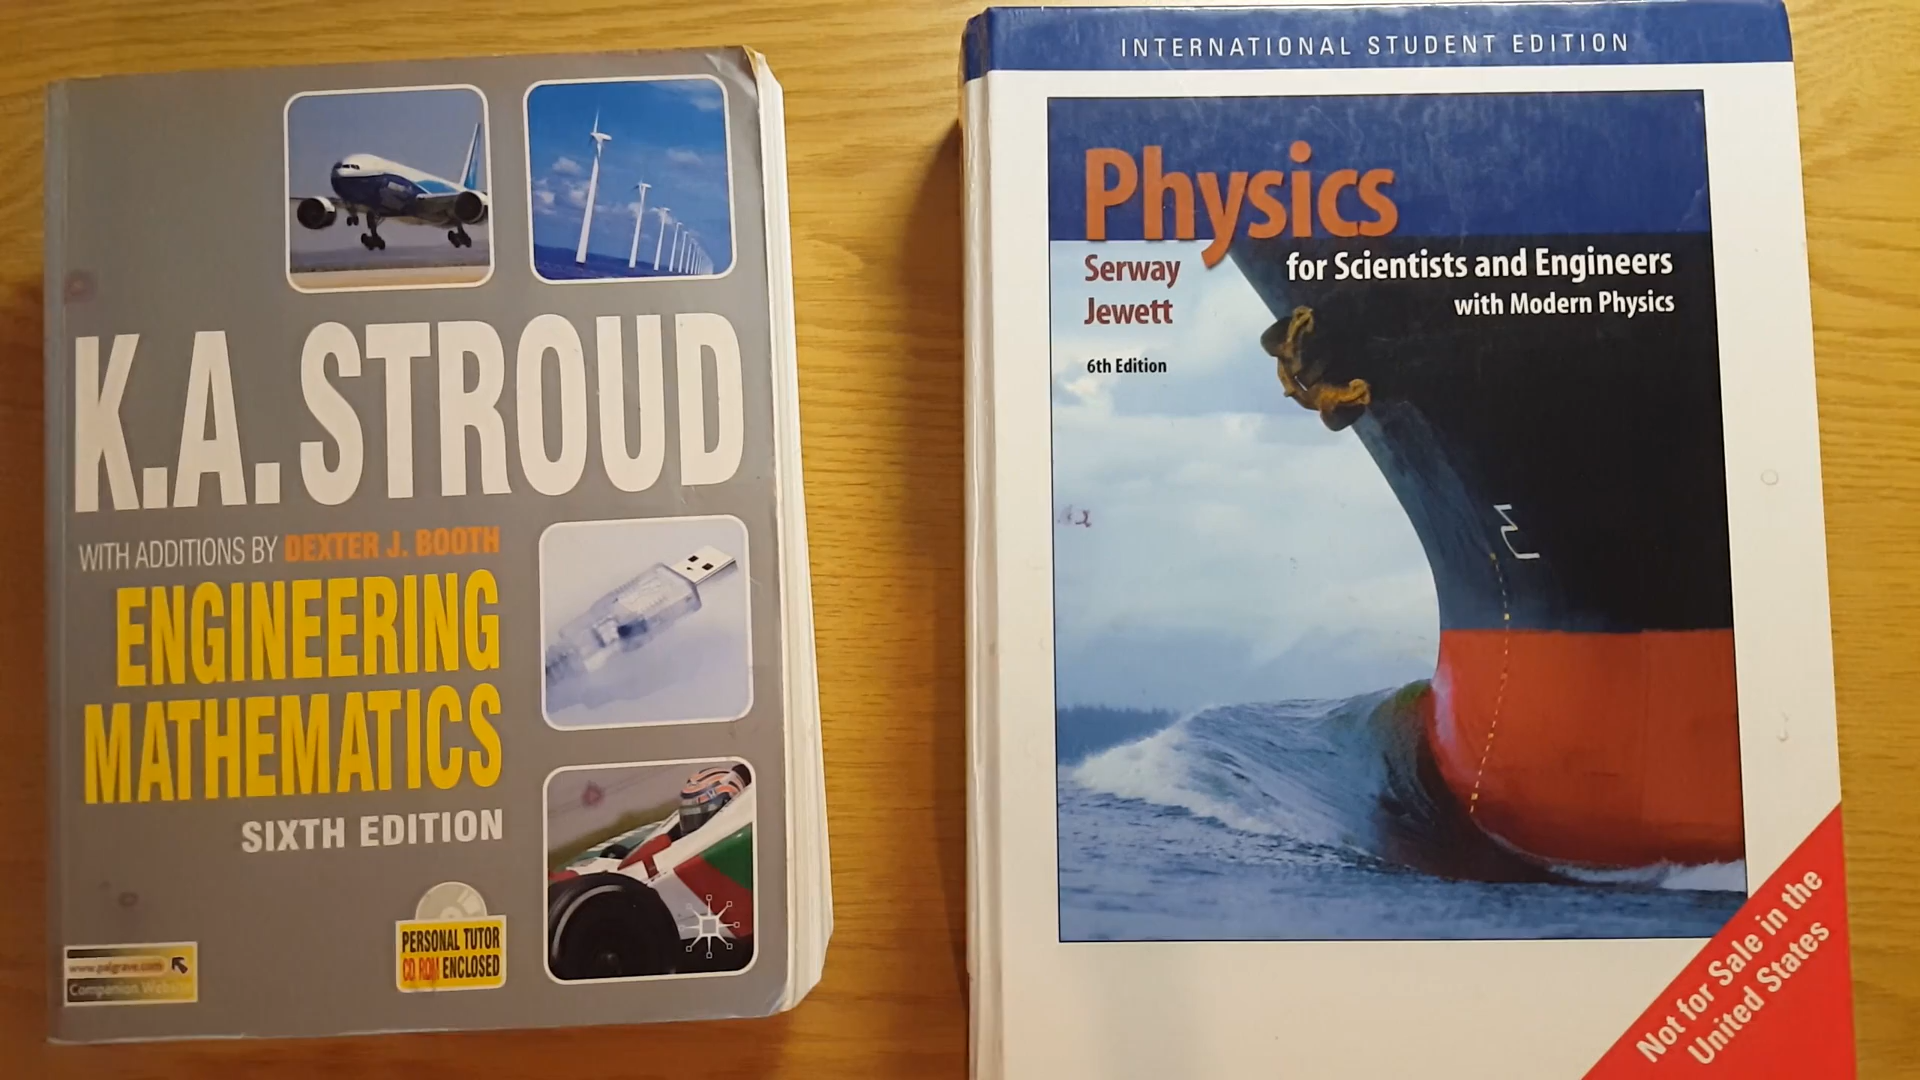 K.A. STROUD
WITH ADDITIONS BY DEXTER J. BOOTH
ENGINEERING
MATHEMATICS
SIXTH EDITION
PERSONAL TUTOR
CD ROM ENCLOSED
www.palgrave.com
Companion Website
INTERNATIONAL STUDENT EDITION
Physics
for Scientists and Engineers
with Modern Physics
Serway
Jewett
6th Edition
Not for Sale in the
United States